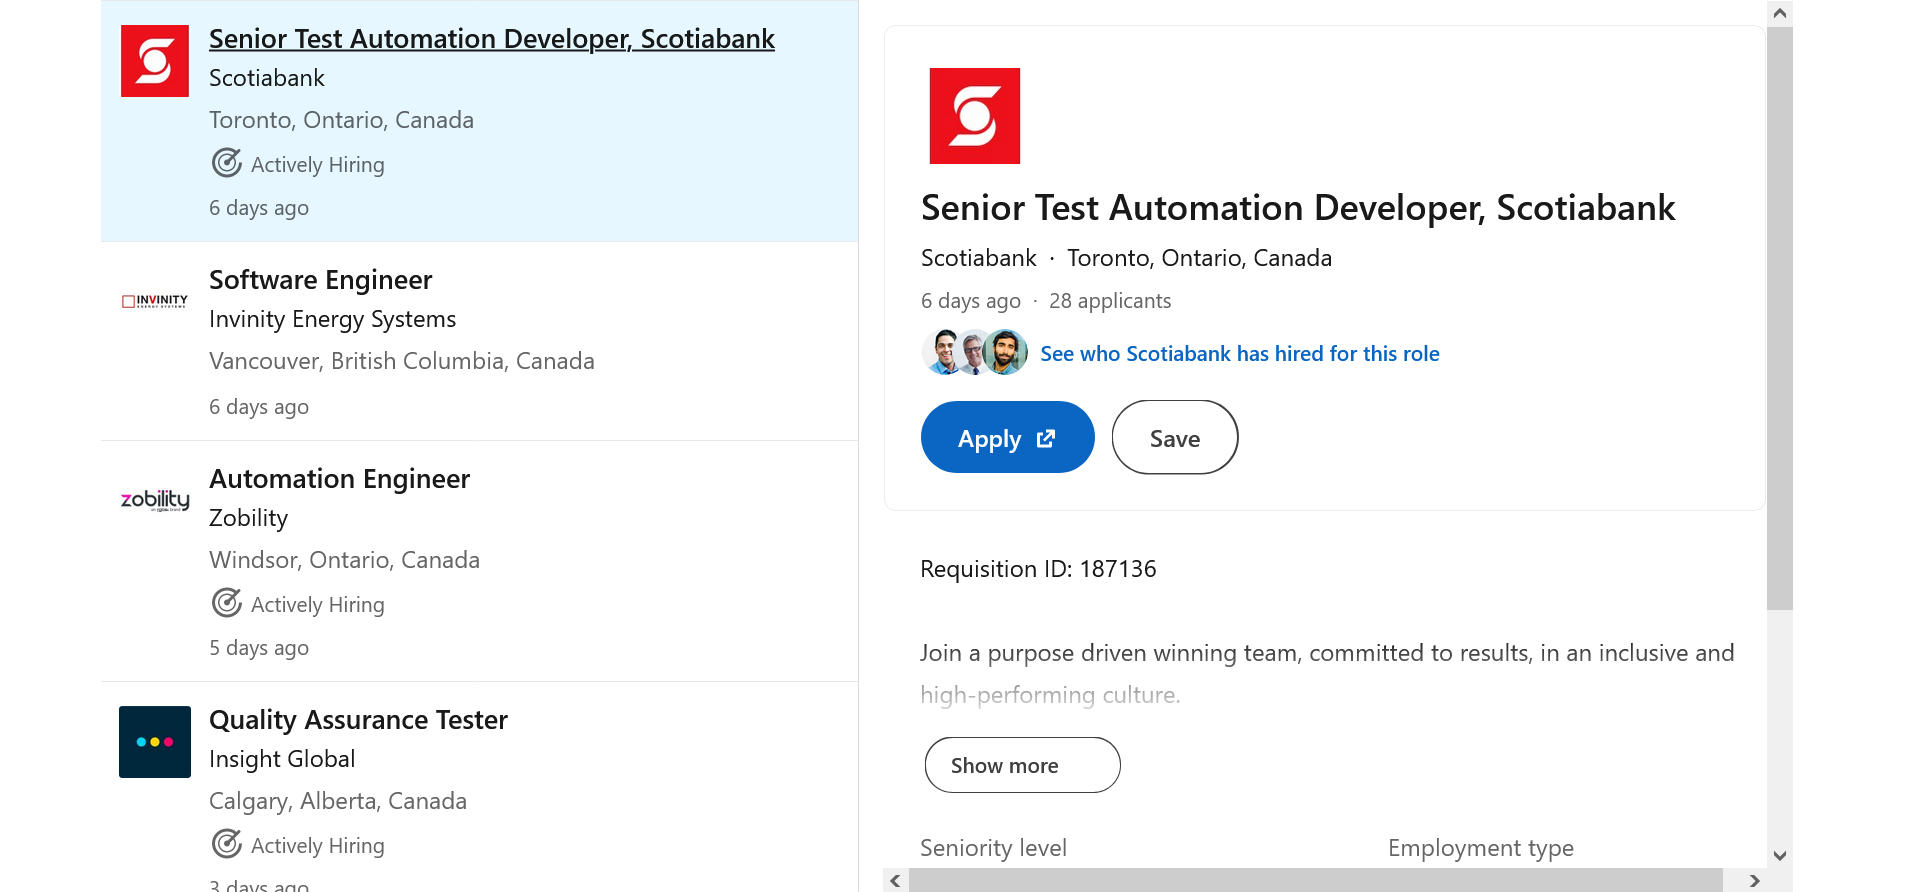 Senior Test Automation Developer, Scotiabank
Scotiabank
Toronto, Ontario, Canada
Actively Hiring
6 days ago
INVINITY
ENERGY SYSTEMS
Software Engineer
Invinity Energy Systems
Vancouver, British Columbia, Canada
6 days ago
zobility
Automation Engineer
Zobility
Windsor, Ontario, Canada
Actively Hiring
5 days ago
Quality Assurance Tester
Insight Global
Calgary, Alberta, Canada
Actively Hiring
3 days ago
Senior Test Automation Developer, Scotiabank
Scotiabank · Toronto, Ontario, Canada
6 days ago · 28 applicants
See who Scotiabank has hired for this role
Apply
Save
Requisition ID: 187136
Join a purpose driven winning team, committed to results, in an inclusive and
high-performing culture.
Show more
Seniority level
Employment type